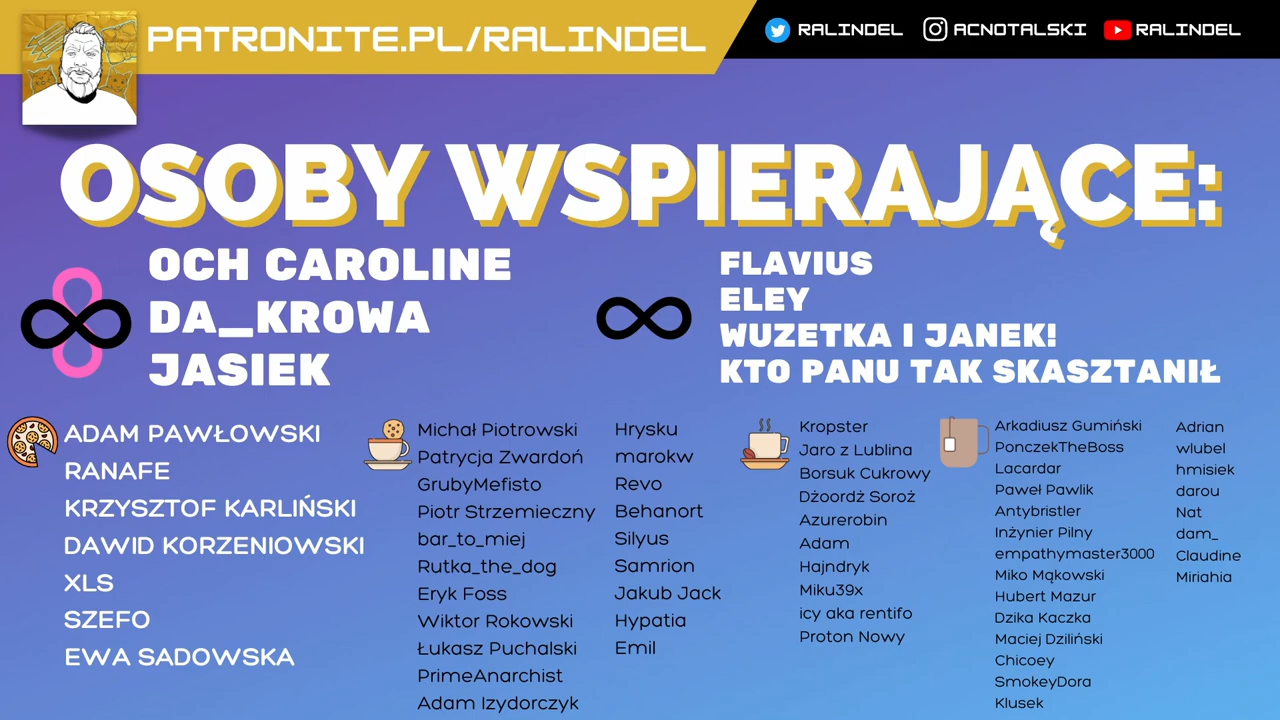 PATRONITE.PL/RALINDEL
RALINDEL
ACNOTALSKI
RALINDEL
OSOBY WSPIERAJĄCE:
OCH CAROLINE
DA_KROWA
JASIEK
FLAVIUS
ELEY
WUZETKA I JANEK!
KTO PANU TAK SKASZTANIŁ
ADAM PAWŁOWSKI
RANAFE
KRZYSZTOF KARLIŃSKI
DAWID KORZENIOWSKI
XLS
SZEFO
EWA SADOWSKA
Michał Piotrowski
Patrycja Zwardoń
GrubyMefisto
Piotr Strzemieczny
bar_to_miej
Rutka_the_dog
Eryk Foss
Wiktor Rokowski
Łukasz Puchalski
PrimeAnarchist
Adam Izydorczyk
Hrysku
marokw
Revo
Behanort
Silyus
Samrion
Jakub Jack
Hypatia
Emil
Kropster
Jaro z Lublina
Borsuk Cukrowy
Dżoordż Soroż
Azurerobin
Adam
Hajndryk
Miku39x
icy aka rentifo
Proton Nowy
Arkadiusz Gumiński
PonczekTheBoss
Lacardar
Paweł Pawlik
Antybristler
Inżynier Pilny
empathymaster3000
Miko Mąkowski
Hubert Mazur
Dzika Kaczka
Maciej Dziliński
Chicoey
SmokeyDora
Klusek
Adrian
wlubel
hmisiek
darou
Nat
dam_
Claudine
Miriahia